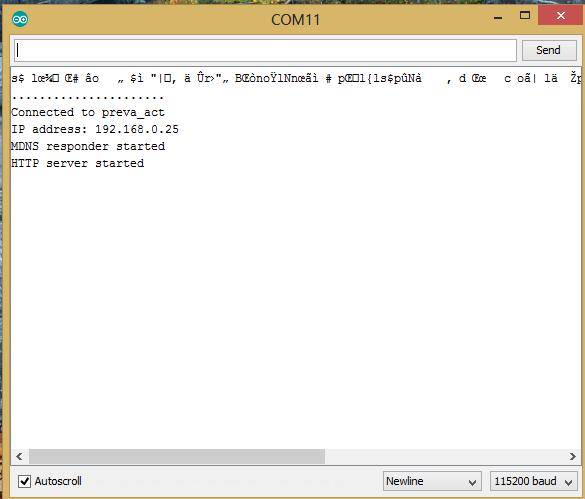 COM11
Send
.....................
Connected to preva_act
IP address: 192.168.0.25
MDNS responder started
HTTP server started
Autoscroll
Newline
115200 baud